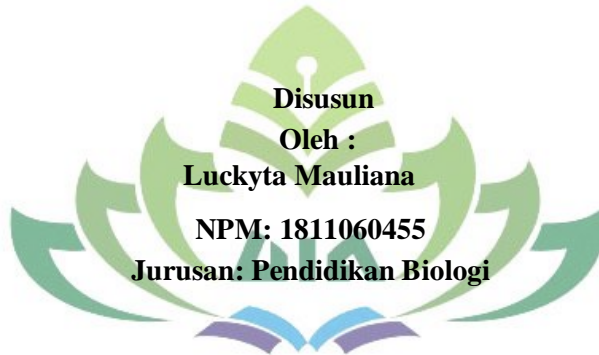 Disusun
Oleh :
Luckyta Mauliana
NPM: 1811060455
Jurusan: Pendidikan Biologi